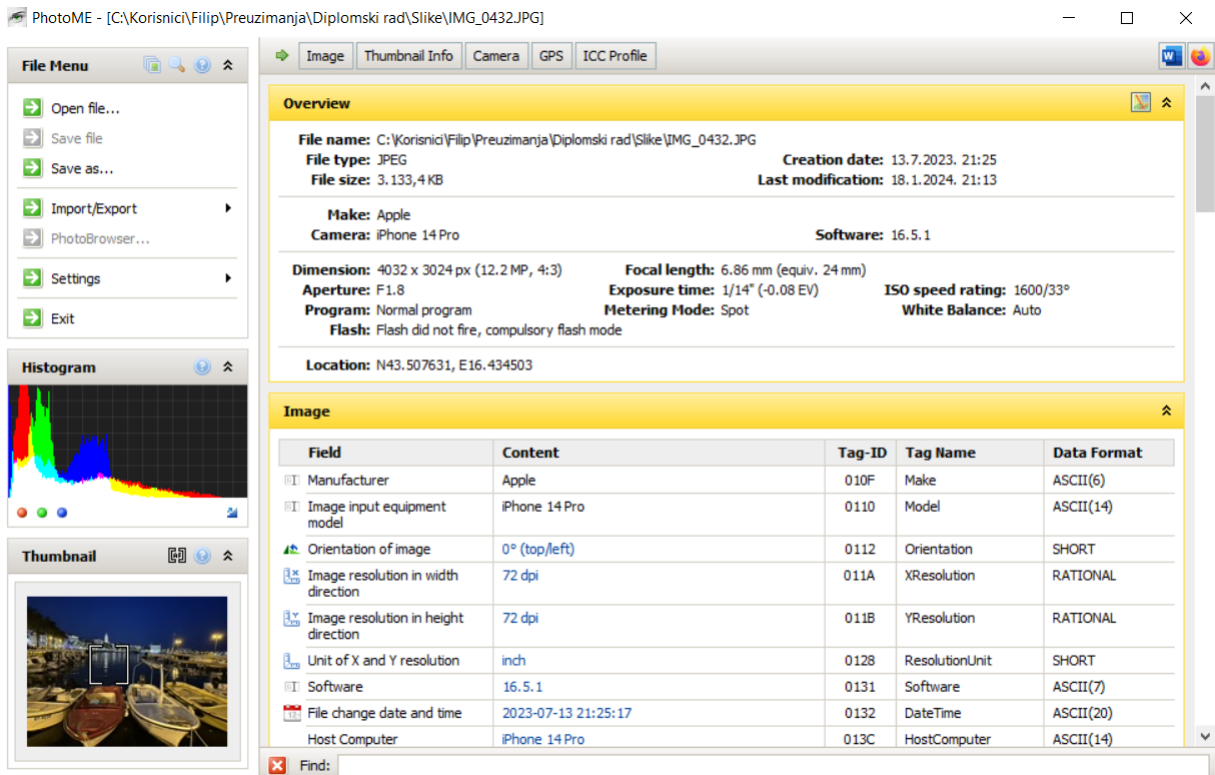 PhotoME - [C:\Korisnici\Filip\Preuzimanja\Diplomski rad\Slike\IMG_0432.JPG]
File Menu
Open file...
Save file
Save as...
Import/Export
PhotoBrowser...
Settings
Exit
Histogram
Thumbnail
Image Thumbnail Info Camera GPS ICC Profile
Overview
File name: C:\Korisnici\Filip\Preuzimanja\Diplomski rad\Slike\IMG_0432.JPG
File type: JPEG Creation date: 13.7.2023. 21:25
File size: 3.133,4 KB Last modification: 18.1.2024. 21:13
Make: Apple
Camera: iPhone 14 Pro Software: 16.5.1
Dimension: 4032 x 3024 px (12.2 MP, 4:3) Focal length: 6.86 mm (equiv. 24 mm)
Aperture: F1.8 Exposure time: 1/14" (-0.08 EV) ISO speed rating: 1600/33°
Program: Normal program Metering Mode: Spot White Balance: Auto
Flash: Flash did not fire, compulsory flash mode
Location: N43.507631, E16.434503
Image
Field Content Tag-ID Tag Name Data Format
Manufacturer Apple 010F Make ASCII(6)
Image input equipment model iPhone 14 Pro 0110 Model ASCII(14)
Orientation of image 0° (top/left) 0112 Orientation SHORT
Image resolution in width direction 72 dpi 011A XResolution RATIONAL
Image resolution in height direction 72 dpi 011B YResolution RATIONAL
Unit of X and Y resolution inch 0128 ResolutionUnit SHORT
Software 16.5.1 0131 Software ASCII(7)
File change date and time 2023-07-13 21:25:17 0132 DateTime ASCII(20)
Host Computer iPhone 14 Pro 013C HostComputer ASCII(14)
Find: